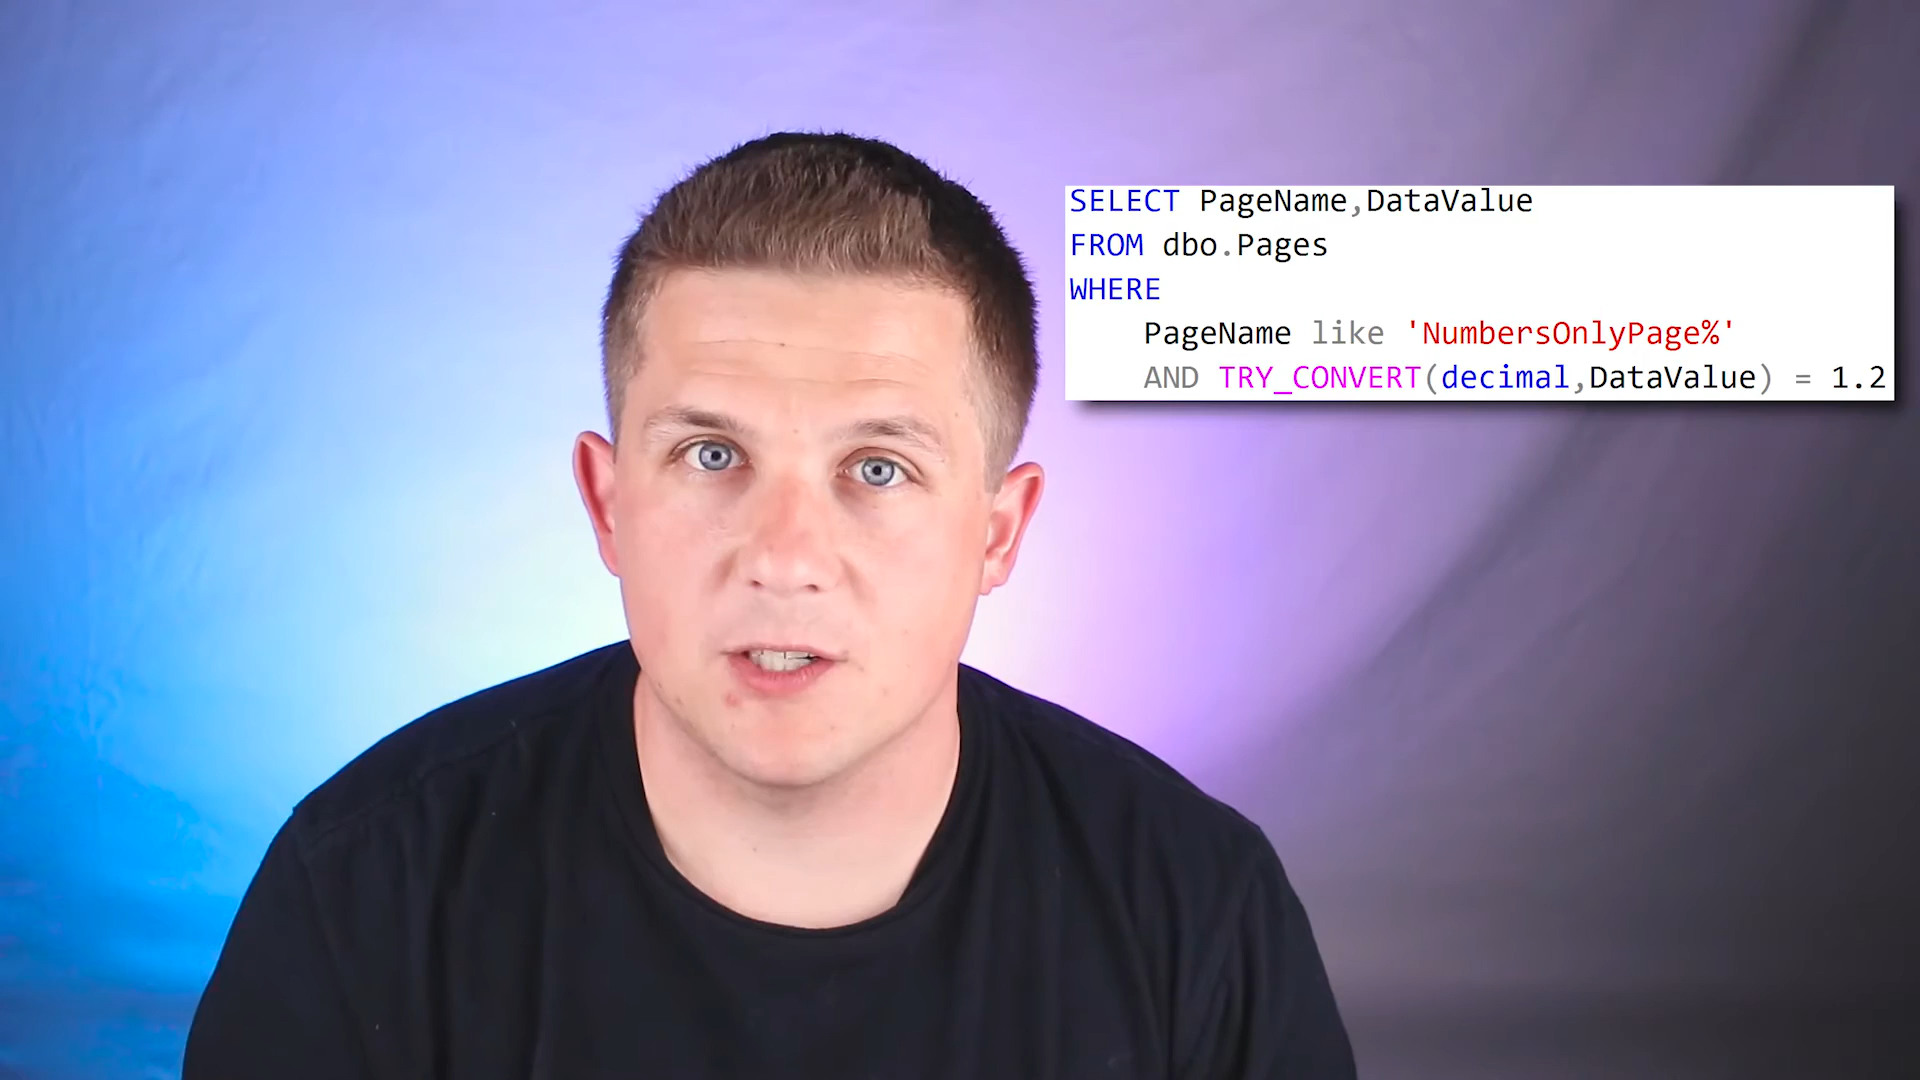 SELECT PageName,DataValue
FROM dbo.Pages
WHERE
    PageName like 'NumbersOnlyPage%'
    AND TRY_CONVERT(decimal,DataValue) = 1.2